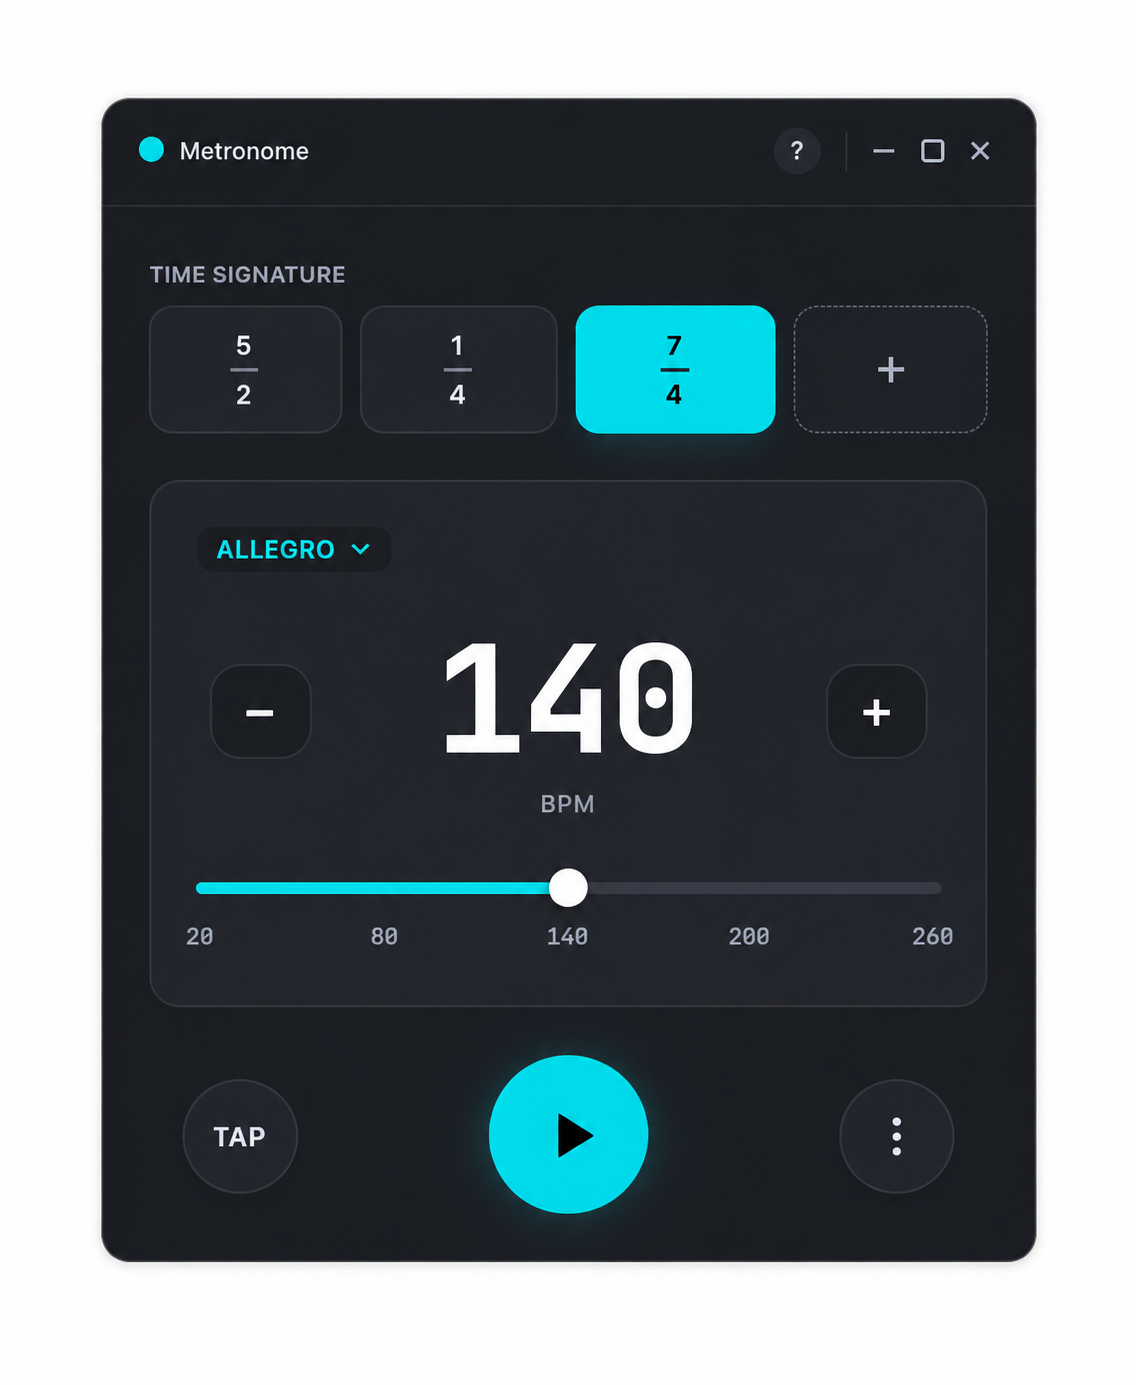 Metronome ?
TIME SIGNATURE
5 1 7 +
2 4 4
ALLEGRO
− 140 +
BPM
20 80 140 200 260
TAP